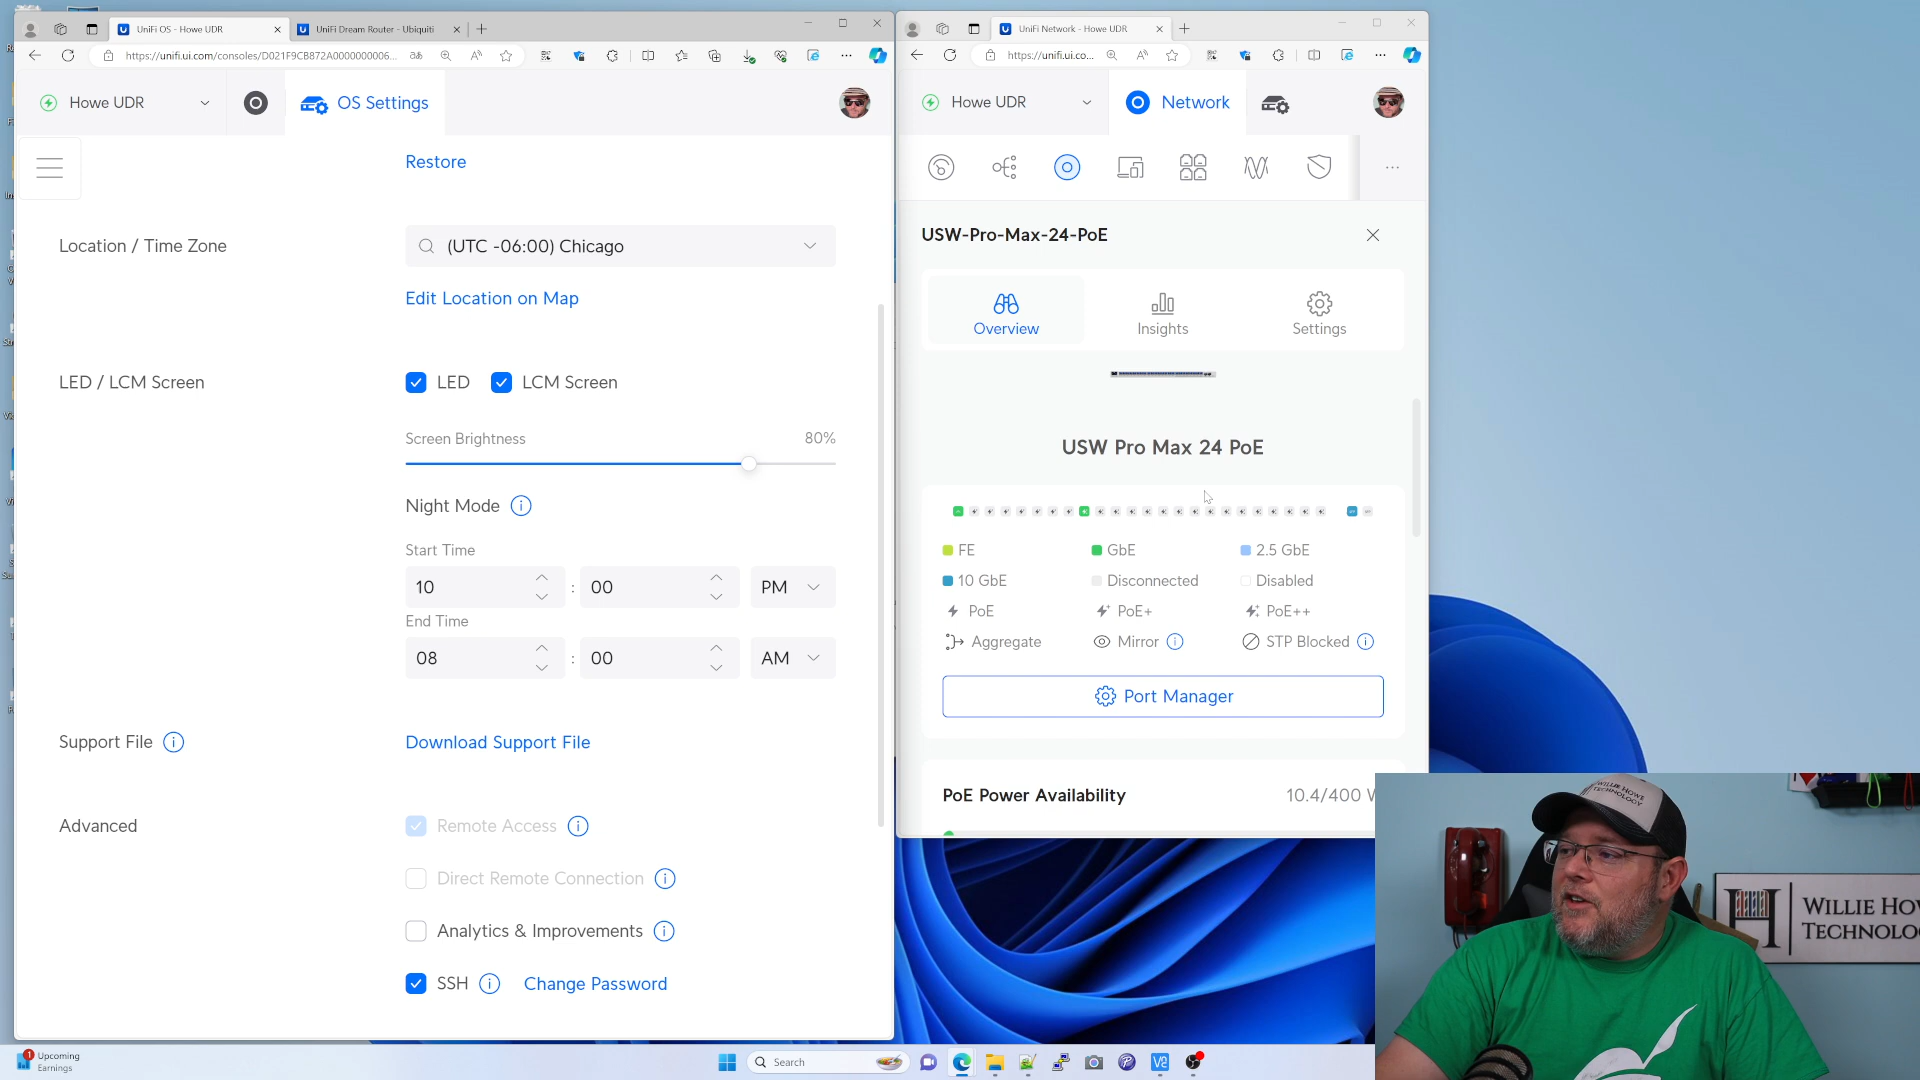 UniFi OS - Howe UDR
UniFi Dream Router - Ubiquiti
https://unifi.ui.com/consoles/D021F9CB872A0000000006...
Howe UDR
OS Settings
Restore
Location / Time Zone
(UTC -06:00) Chicago
Edit Location on Map
LED / LCM Screen
LED
LCM Screen
Screen Brightness
80%
Night Mode
Start Time
10 : 00 PM
End Time
08 : 00 AM
Support File
Download Support File
Advanced
Remote Access
Direct Remote Connection
Analytics & Improvements
SSH
Change Password
UniFi Network - Howe UDR
https://unifi.ui.co...
Howe UDR
Network
USW-Pro-Max-24-PoE
Overview
Insights
Settings
USW Pro Max 24 PoE
FE
GbE
2.5 GbE
10 GbE
Disconnected
Disabled
PoE
PoE+
PoE++
Aggregate
Mirror
STP Blocked
Port Manager
PoE Power Availability
10.4/400 W
WILLIE HOWE
TECHNOLOGY
WILLIE HO
TECHNOLO
1
Upcoming
Earnings
Search